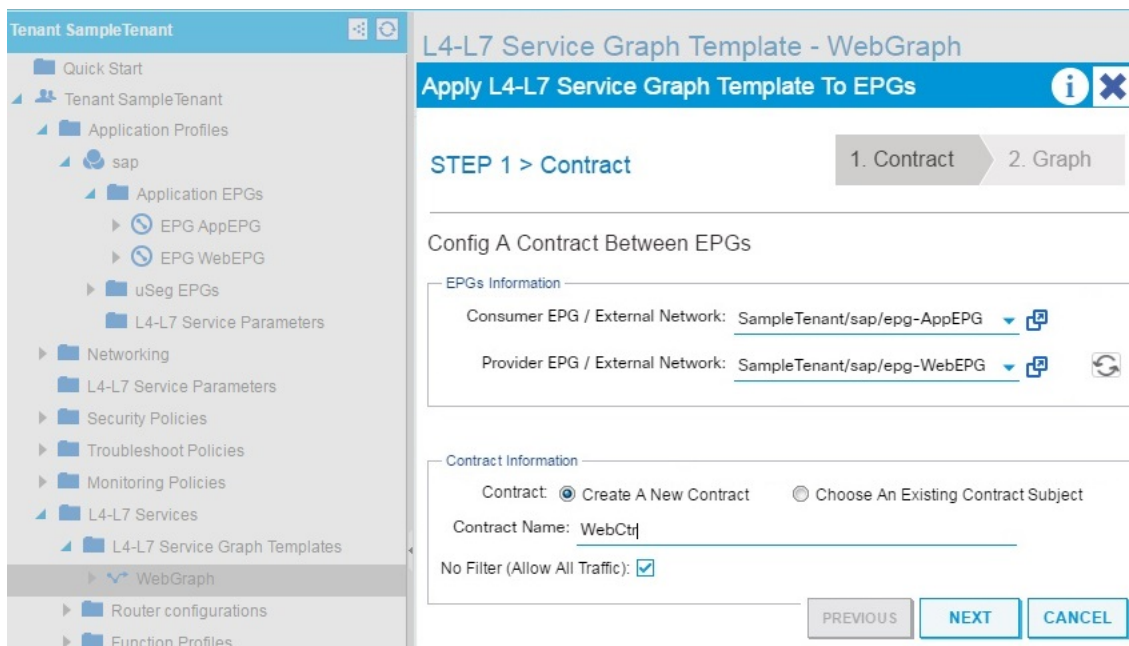 Tenant SampleTenant
Quick Start
Tenant SampleTenant
Application Profiles
sap
Application EPGs
EPG AppEPG
EPG WebEPG
uSeg EPGs
L4-L7 Service Parameters
Networking
L4-L7 Service Parameters
Security Policies
Troubleshoot Policies
Monitoring Policies
L4-L7 Services
L4-L7 Service Graph Templates
WebGraph
Router configurations
Function Profiles
L4-L7 Service Graph Template - WebGraph
Apply L4-L7 Service Graph Template To EPGs
i
STEP 1 > Contract
1. Contract
2. Graph
Config A Contract Between EPGs
EPGs Information
Consumer EPG / External Network: SampleTenant/sap/epg-AppEPG
Provider EPG / External Network: SampleTenant/sap/epg-WebEPG
Contract Information
Contract: Create A New Contract Choose An Existing Contract Subject
Contract Name: WebCtr
No Filter (Allow All Traffic):
PREVIOUS NEXT CANCEL